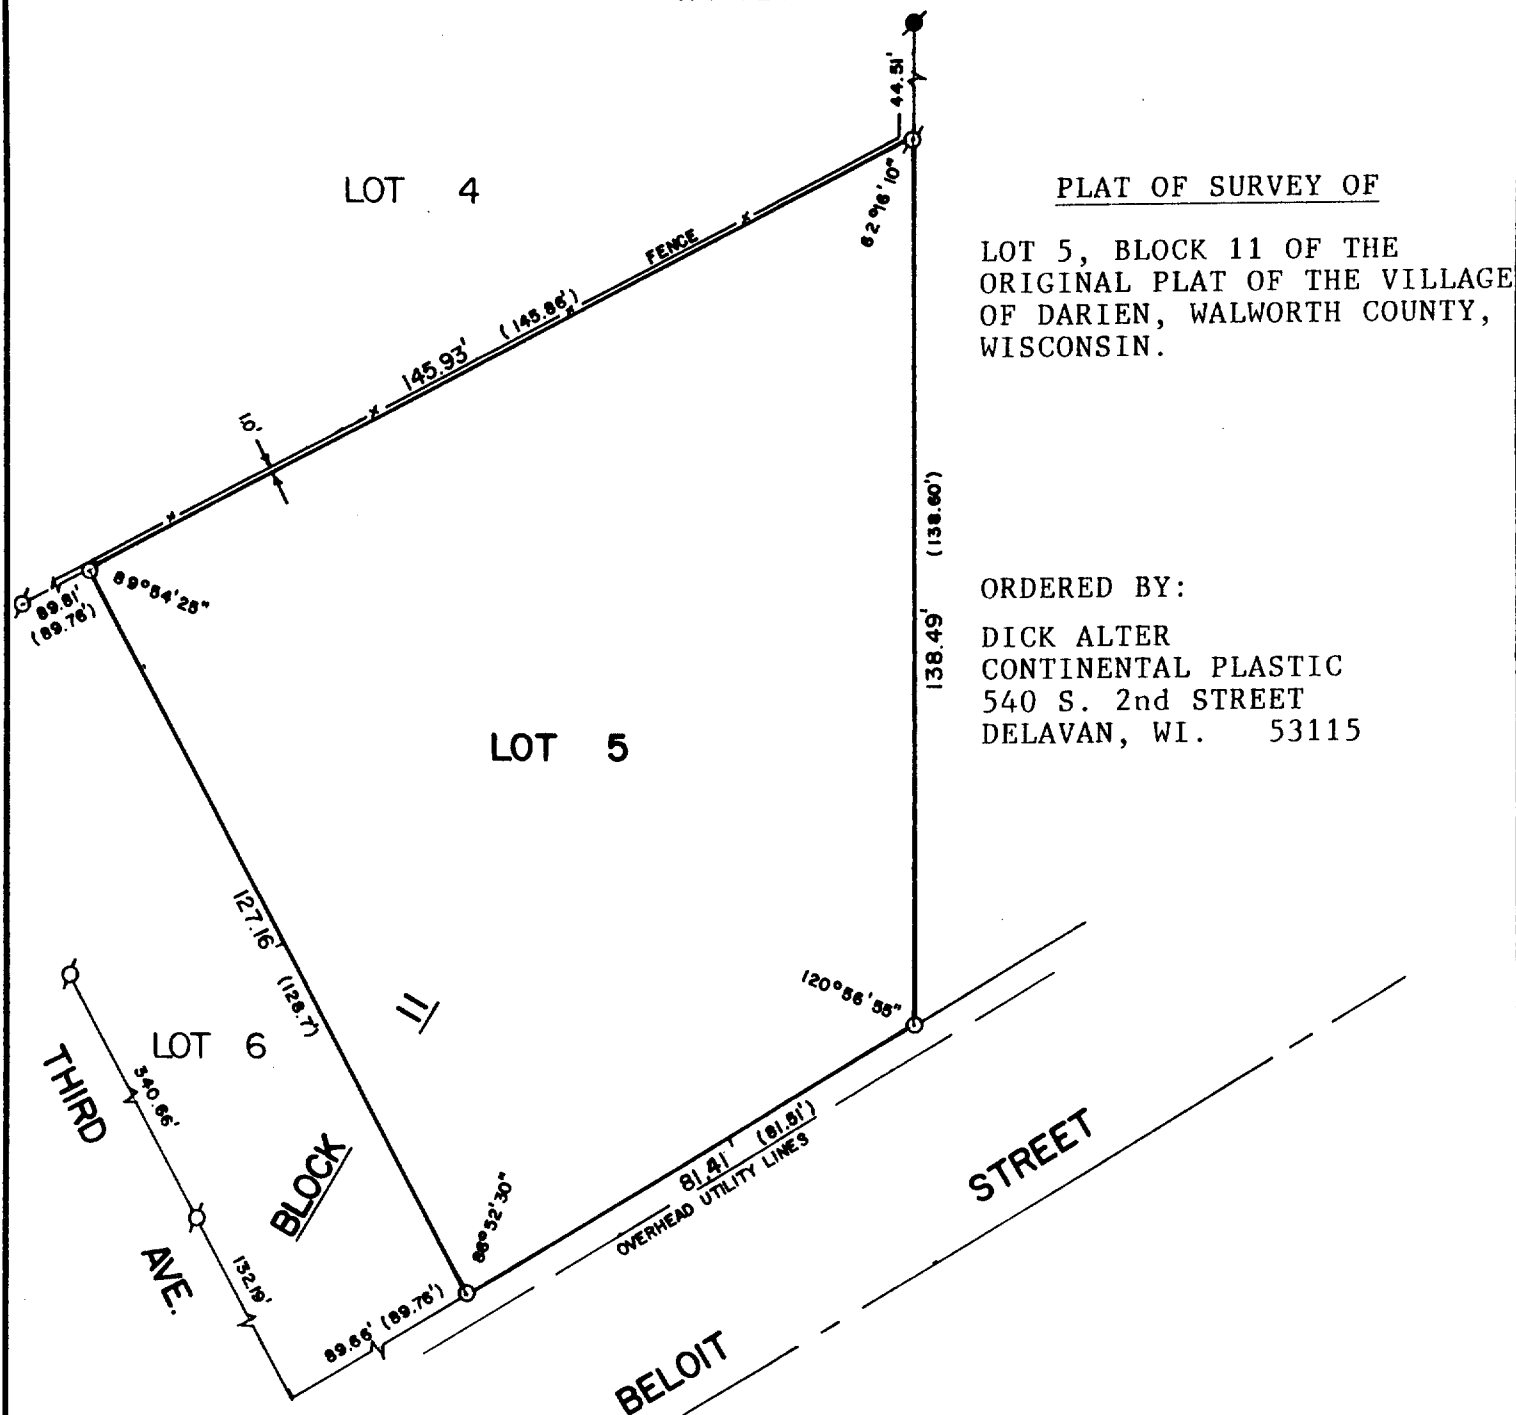 44.51'
LOT 4
62°16'10"
FENCE
145.93' (145.86')
PLAT OF SURVEY OF
LOT 5, BLOCK 11 OF THE
ORIGINAL PLAT OF THE VILLAGE
OF DARIEN, WALWORTH COUNTY,
WISCONSIN.
89°54'25"
89.81'
(89.76')
138.49' (138.60')
ORDERED BY:
DICK ALTER
CONTINENTAL PLASTIC
540 S. 2nd STREET
DELAVAN, WI. 53115
LOT 5
127.16' (128.7')
120°56'55"
11
BLOCK
LOT 6
THIRD
AVE.
340.66'
132.19'
86°52'30"
81.41' (81.51')
OVERHEAD UTILITY LINES
89.66' (89.76')
BELOIT STREET